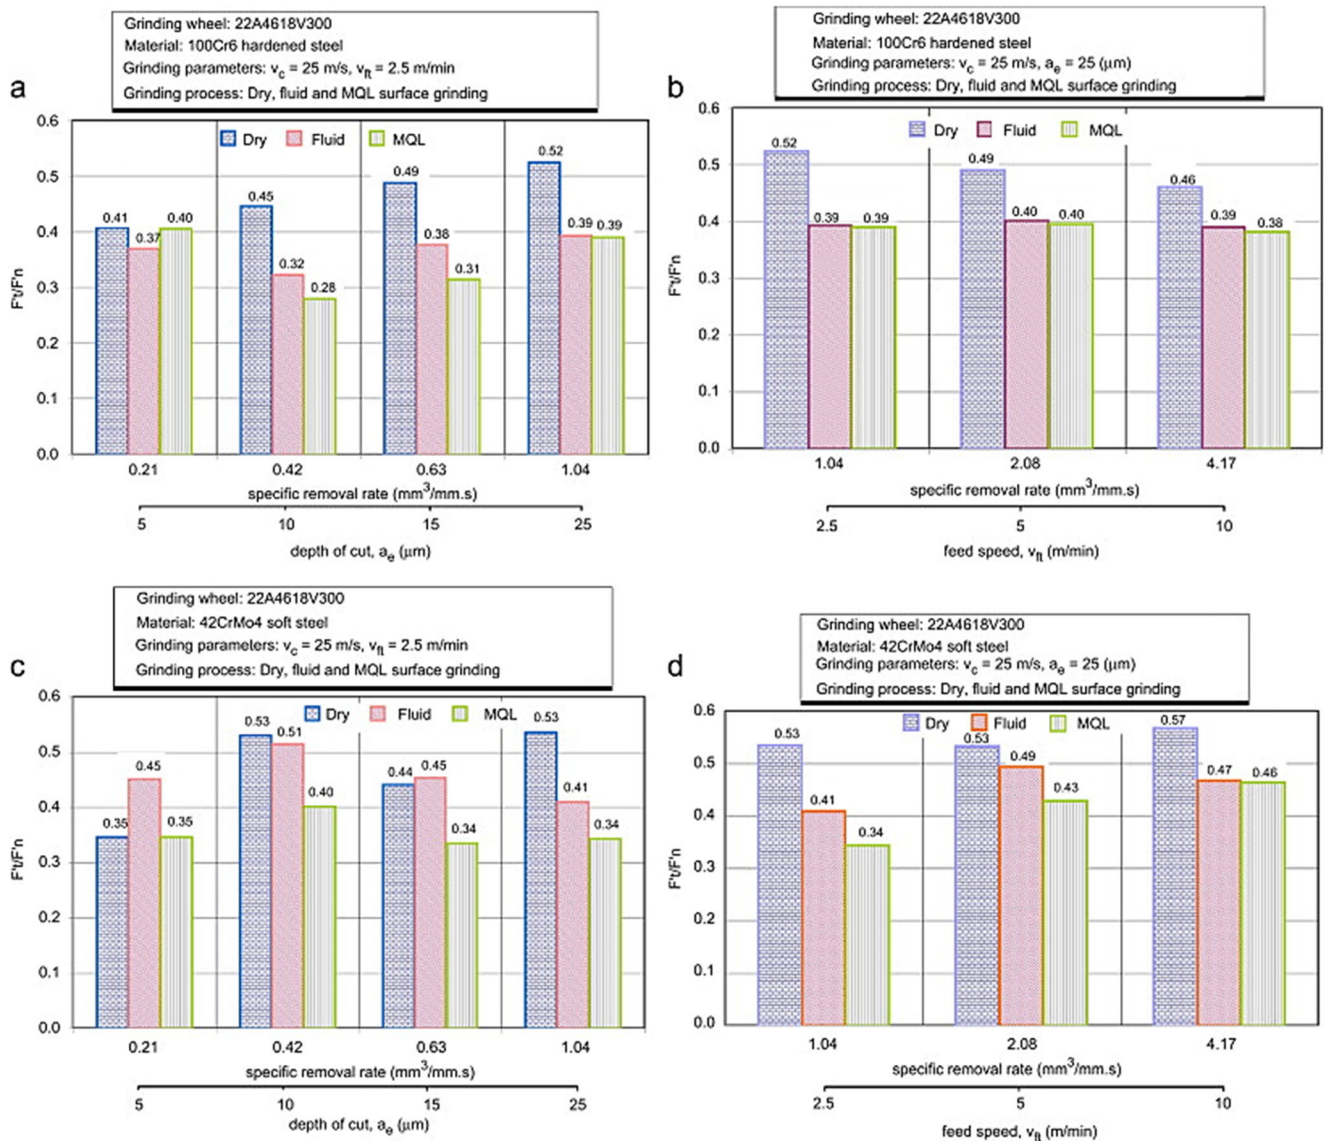 a
Grinding wheel: 22A4618V300
Material: 100Cr6 hardened steel
Grinding parameters: v_c = 25 m/s, v_ft = 2.5 m/min
Grinding process: Dry, fluid and MQL surface grinding
Dry Fluid MQL
F't/F'n
0.6
0.5
0.4
0.3
0.2
0.1
0.0
0.41 0.37 0.40
0.45 0.32 0.28
0.49 0.38 0.31
0.52 0.39 0.39
0.21 0.42 0.63 1.04
specific removal rate (mm³/mm.s)
5 10 15 25
depth of cut, a_e (μm)
b
Grinding wheel: 22A4618V300
Material: 100Cr6 hardened steel
Grinding parameters: v_c = 25 m/s, a_e = 25 (μm)
Grinding process: Dry, fluid and MQL surface grinding
Dry Fluid MQL
F't/F'n
0.6
0.5
0.4
0.3
0.2
0.1
0.0
0.52 0.39 0.39
0.49 0.40 0.40
0.46 0.39 0.38
1.04 2.08 4.17
specific removal rate (mm³/mm.s)
2.5 5 10
feed speed, v_ft (m/min)
c
Grinding wheel: 22A4618V300
Material: 42CrMo4 soft steel
Grinding parameters: v_c = 25 m/s, v_ft = 2.5 m/min
Grinding process: Dry, fluid and MQL surface grinding
Dry Fluid MQL
F't/F'n
0.6
0.5
0.4
0.3
0.2
0.1
0.0
0.35 0.45 0.35
0.53 0.51 0.40
0.44 0.45 0.34
0.53 0.41 0.34
0.21 0.42 0.63 1.04
specific removal rate (mm³/mm.s)
5 10 15 25
depth of cut, a_e (μm)
d
Grinding wheel: 22A4618V300
Material: 42CrMo4 soft steel
Grinding parameters: v_c = 25 m/s, a_e = 25 (μm)
Grinding process: Dry, fluid and MQL surface grinding
Dry Fluid MQL
F't/F'n
0.6
0.5
0.4
0.3
0.2
0.1
0.0
0.53 0.41 0.34
0.53 0.49 0.43
0.57 0.47 0.46
1.04 2.08 4.17
specific removal rate (mm³/mm.s)
2.5 5 10
feed speed, v_ft (m/min)